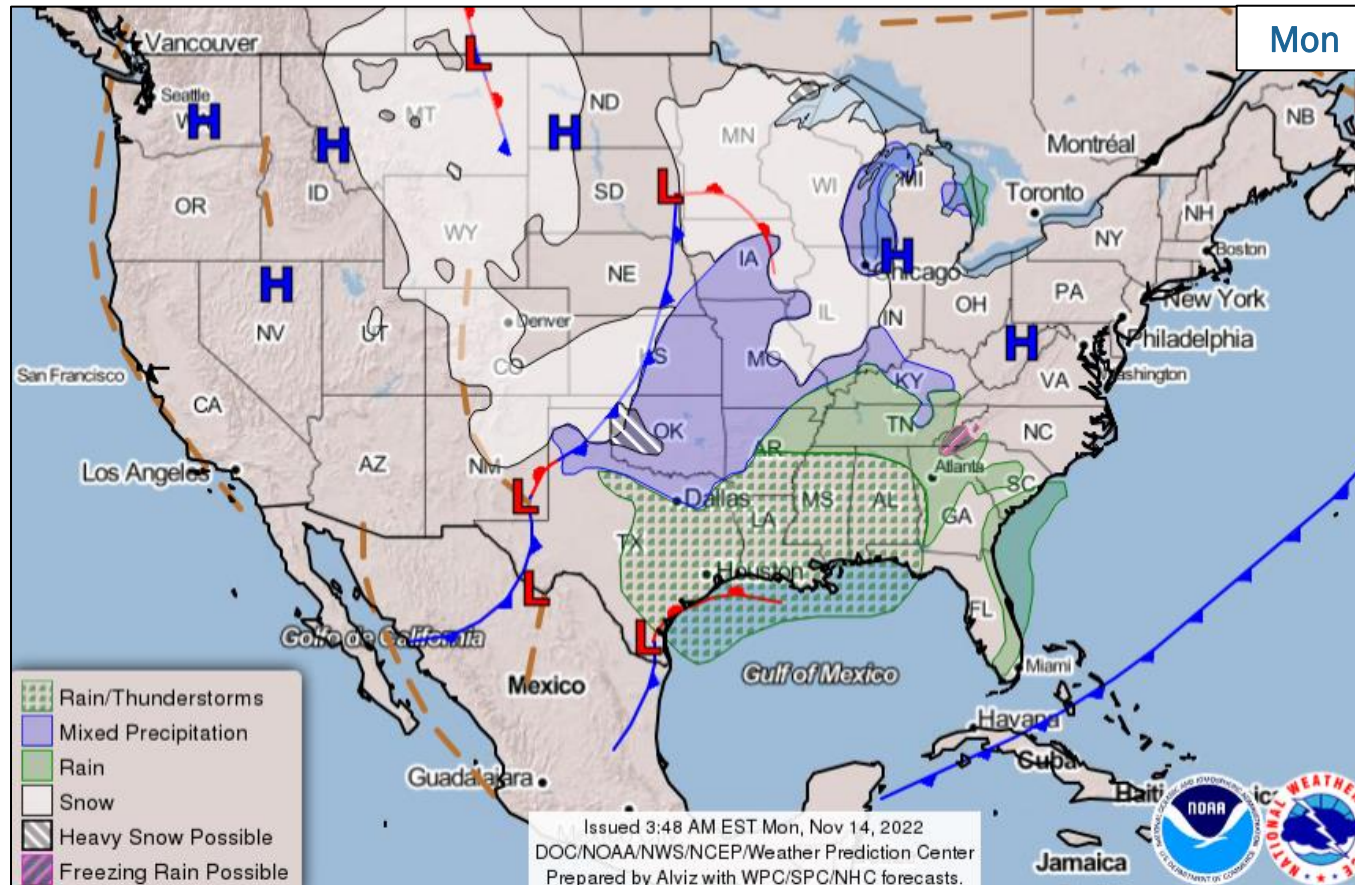 Mon
Vancouver
Seattle
W
H
MT
ND
L
H
H
MN
Montréal
NB
OR
ID
SD
L
WI
MI
Toronto
NH
WY
NY
Boston
H
NE
IA
H
Chicago
New York
NV
UT
Denver
IL
IN
OH
PA
H
Philadelphia
San Francisco
CO
KS
MO
KY
VA
Washington
CA
OK
TN
NC
Los Angeles
AZ
NM
AR
Atlanta
SC
L
Dallas
MS
AL
GA
LA
TX
Houston
L
FL
L
Golfo de California
Gulf of Mexico
Miami
Mexico
Havana
Cuba
Guadalajara
Jamaica
Rain/Thunderstorms
Mixed Precipitation
Rain
Snow
Heavy Snow Possible
Freezing Rain Possible
Issued 3:48 AM EST Mon, Nov 14, 2022
DOC/NOAA/NWS/NCEP/Weather Prediction Center
Prepared by Alviz with WPC/SPC/NHC forecasts.
NOAA
NATIONAL WEATHER